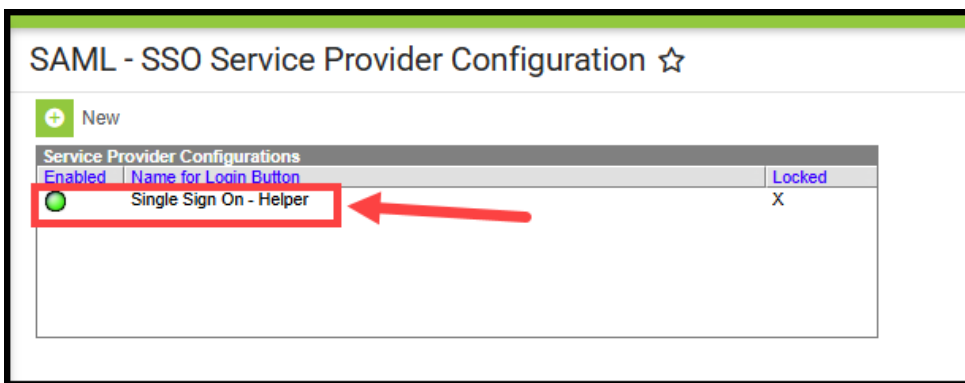 SAML - SSO Service Provider Configuration
New
Service Provider Configurations
Enabled Name for Login Button Locked
Single Sign On - Helper X